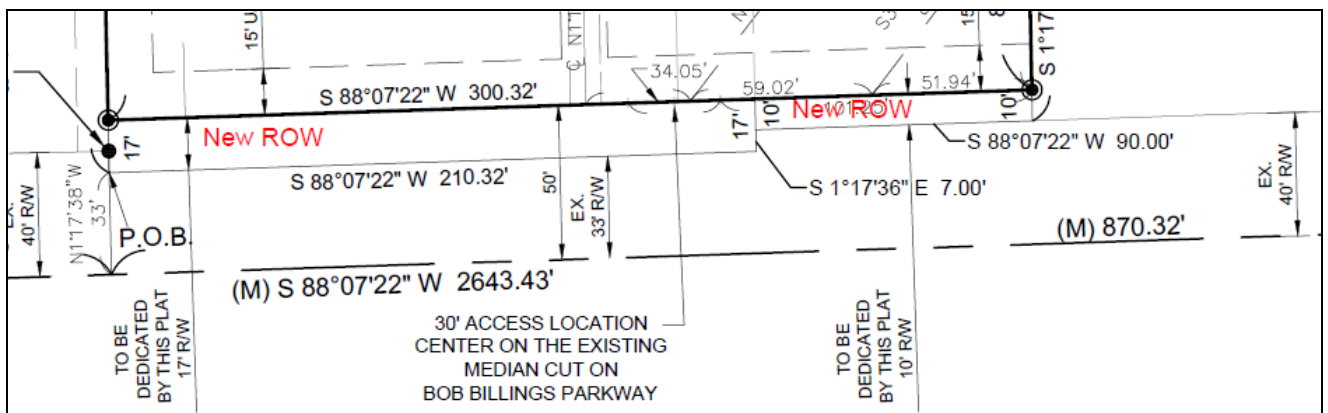 15' U
℄ N1°1
15
S 1°17
34.05'
59.02'
51.94'
S 88°07'22" W 300.32'
17'
New ROW
17'
10'
New ROW
10'
S 88°07'22" W 90.00'
S 88°07'22" W 210.32'
50'
EX.
33' R/W
S 1°17'36" E 7.00'
EX.
40' R/W
N1°17'38"W
33'
EX.
40' R/W
P.O.B.
(M) 870.32'
(M) S 88°07'22" W 2643.43'
TO BE
DEDICATED
BY THIS PLAT
17' R/W
30' ACCESS LOCATION
CENTER ON THE EXISTING
MEDIAN CUT ON
BOB BILLINGS PARKWAY
TO BE
DEDICATED
BY THIS PLAT
10' R/W